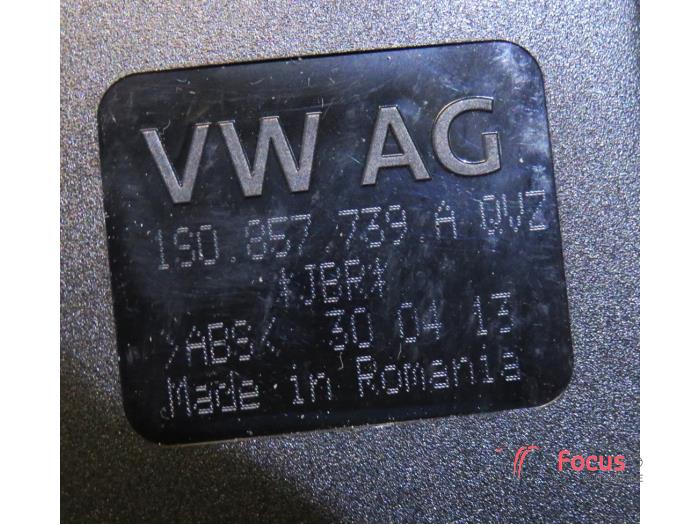 VW AG
1S0.857.739.A QVZ
*JBR*
>ABS< 30 04 13
Made in Romania
Focus